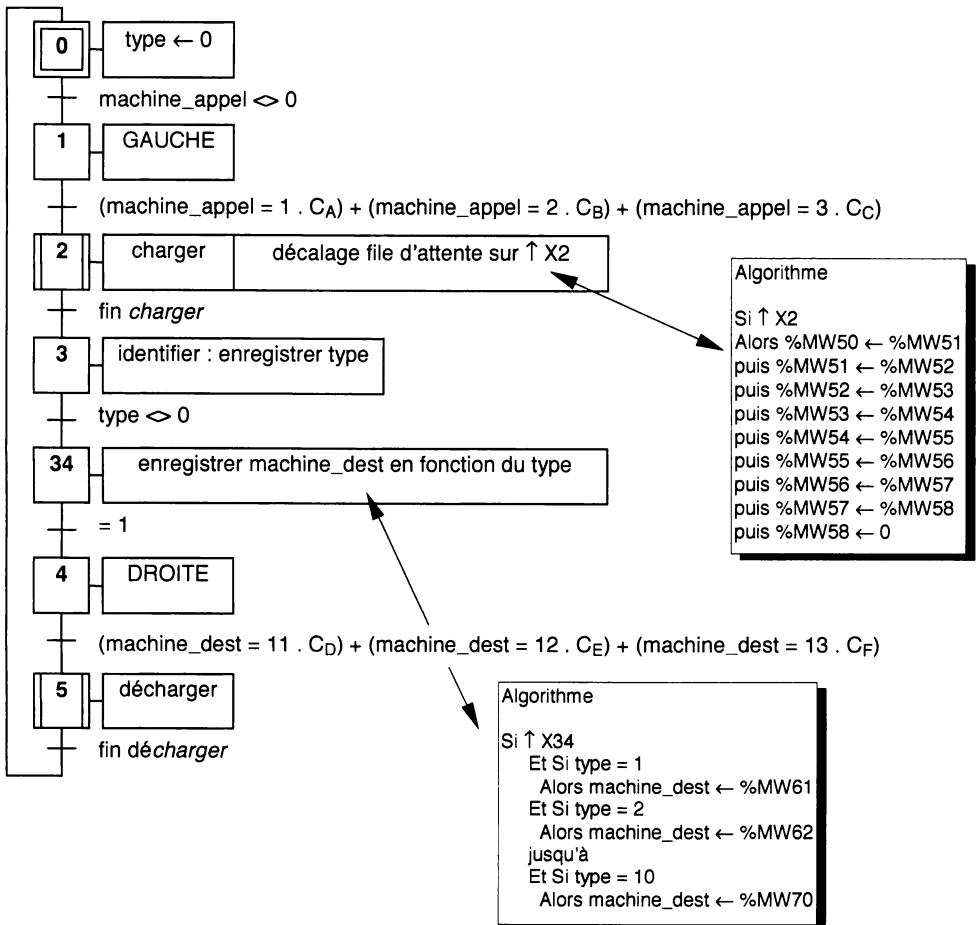 0
type ← 0
machine_appel <> 0
1
GAUCHE
(machine_appel = 1 . CA) + (machine_appel = 2 . CB) + (machine_appel = 3 . CC)
2
charger
décalage file d'attente sur ↑ X2
fin charger
3
identifier : enregistrer type
type <> 0
34
enregistrer machine_dest en fonction du type
= 1
4
DROITE
(machine_dest = 11 . CD) + (machine_dest = 12 . CE) + (machine_dest = 13 . CF)
5
décharger
fin décharger
Algorithme
Si ↑ X2
Alors %MW50 ← %MW51
puis %MW51 ← %MW52
puis %MW52 ← %MW53
puis %MW53 ← %MW54
puis %MW54 ← %MW55
puis %MW55 ← %MW56
puis %MW56 ← %MW57
puis %MW57 ← %MW58
puis %MW58 ← 0
Algorithme
Si ↑ X34
Et Si type = 1
Alors machine_dest ← %MW61
Et Si type = 2
Alors machine_dest ← %MW62
jusqu'à
Et Si type = 10
Alors machine_dest ← %MW70